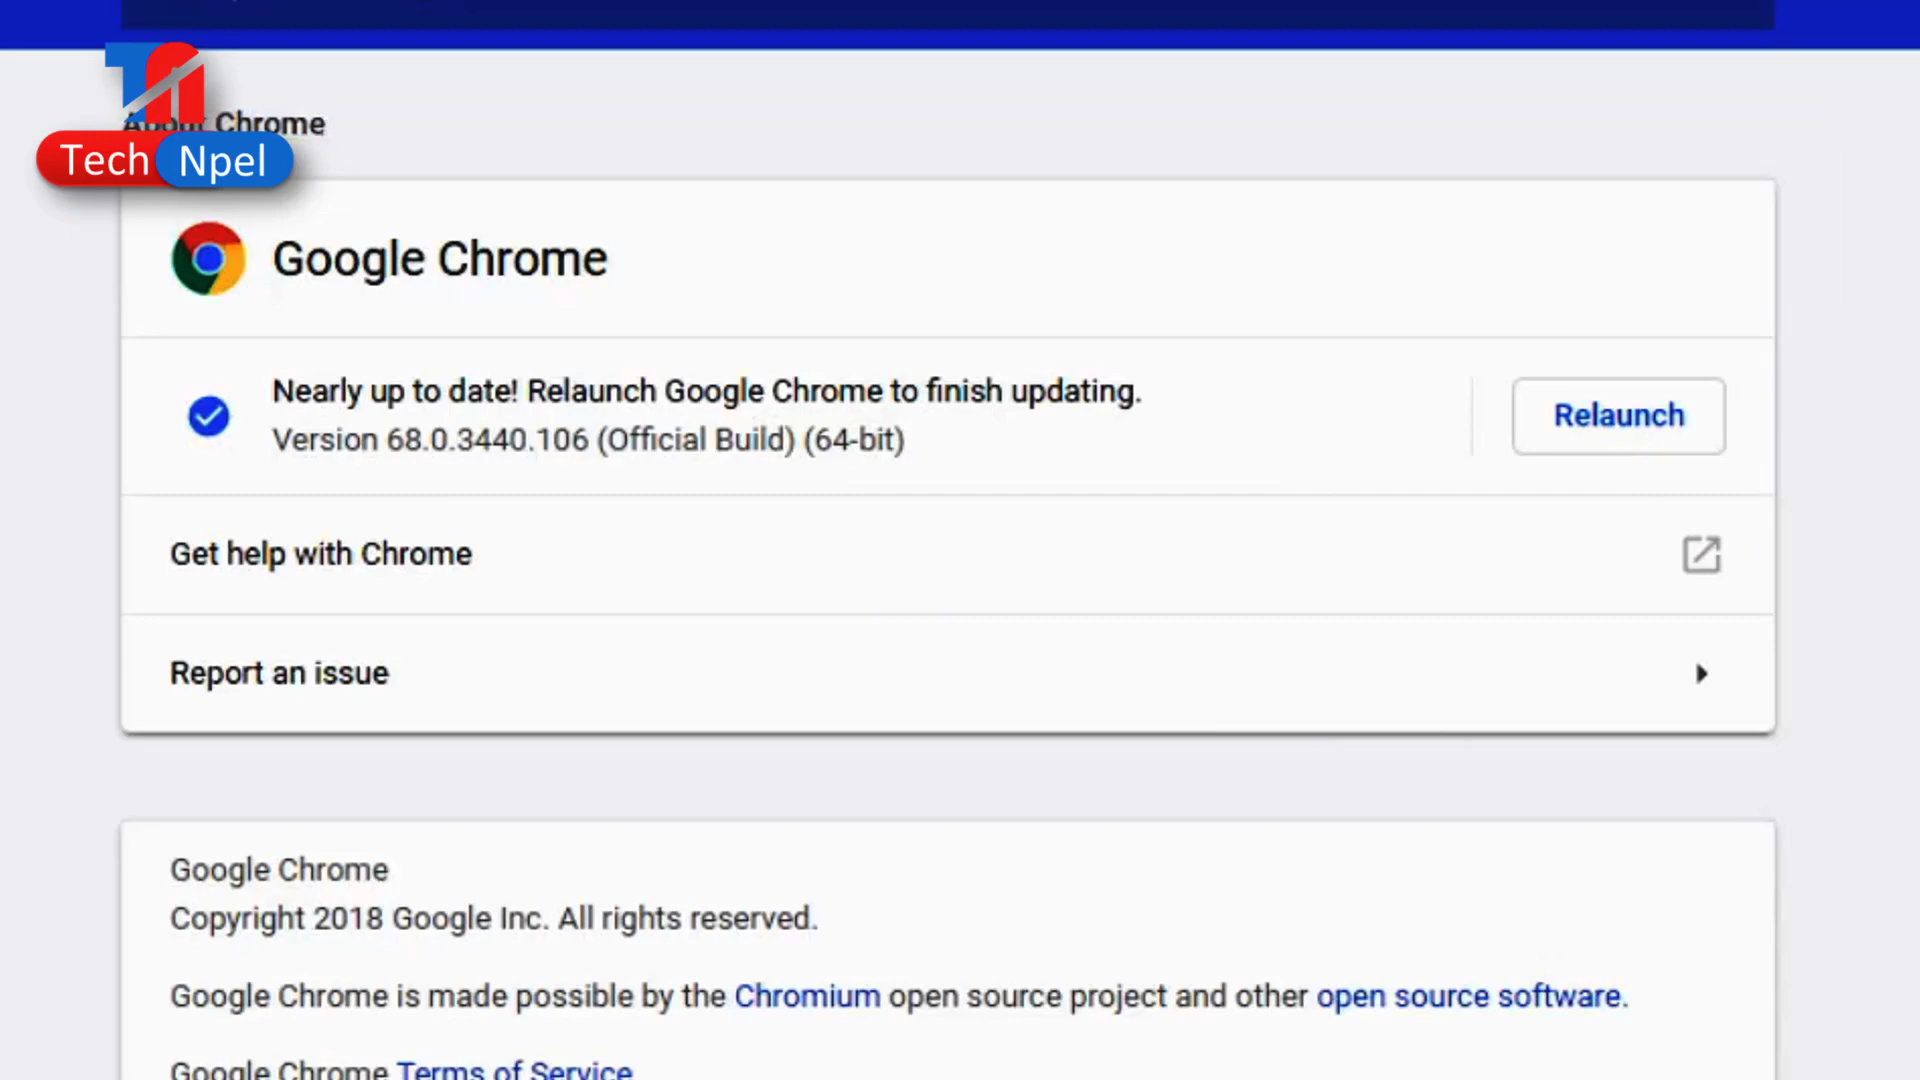 About Chrome
Tech Npel
Google Chrome
Nearly up to date! Relaunch Google Chrome to finish updating.
Version 68.0.3440.106 (Official Build) (64-bit)
Relaunch
Get help with Chrome
Report an issue
Google Chrome
Copyright 2018 Google Inc. All rights reserved.
Google Chrome is made possible by the Chromium open source project and other open source software.
Google Chrome Terms of Service